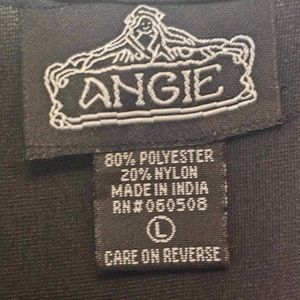 ANGIE
80% POLYESTER
20% NYLON
MADE IN INDIA
RN#060508
L
CARE ON REVERSE